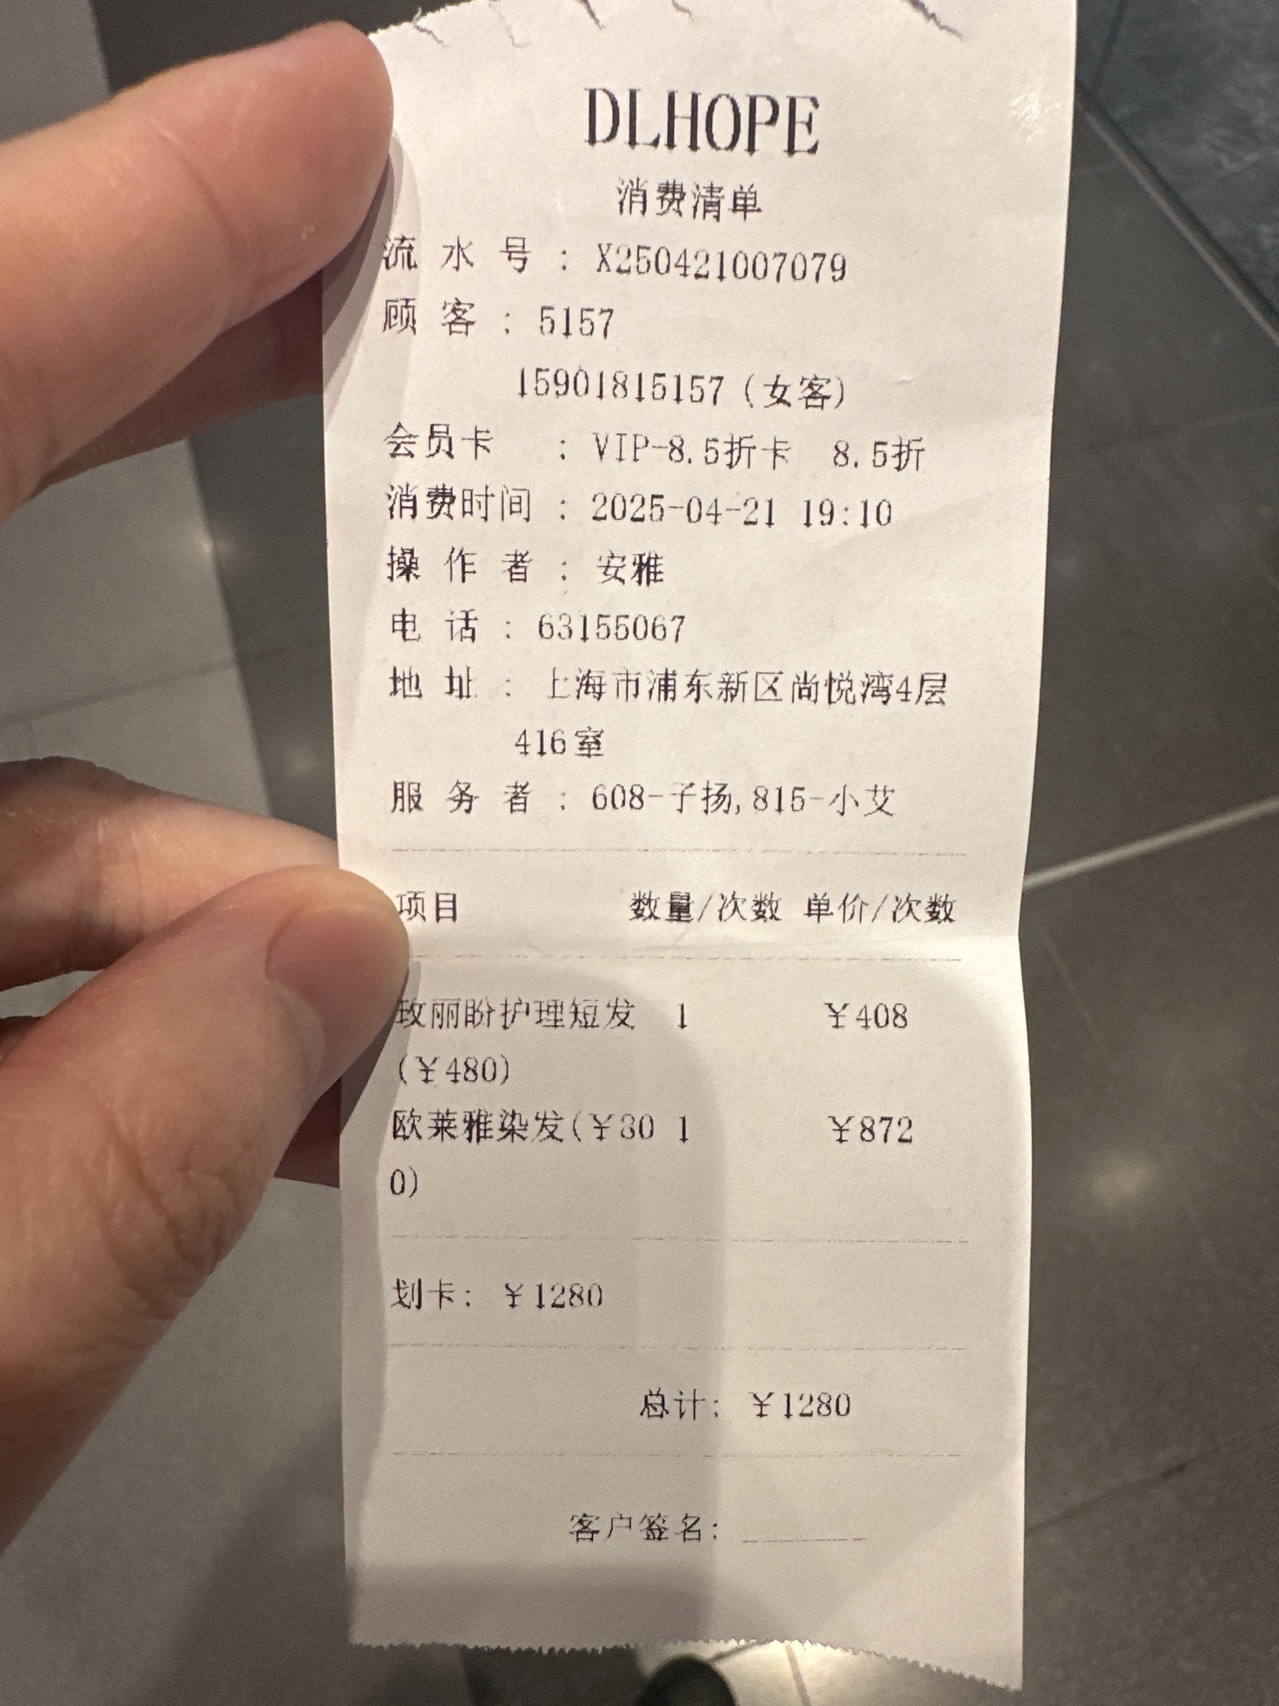 DLHOPE
消费清单
流 水 号 : X250421007079
顾 客 : 5157
15901815157(女客)
会员卡 : VIP-8.5折卡 8.5折
消费时间 : 2025-04-21 19:10
操 作 者 : 安雅
电 话 : 63155067
地 址 : 上海市浦东新区尚悦湾4层
416室
服 务 者 : 608-子扬,815-小艾
项目 数量/次数 单价/次数
玫丽盼护理短发 1 ¥408
(¥480)
欧莱雅染发(¥30 1 ¥872
0)
划卡: ¥1280
总计: ¥1280
客户签名: